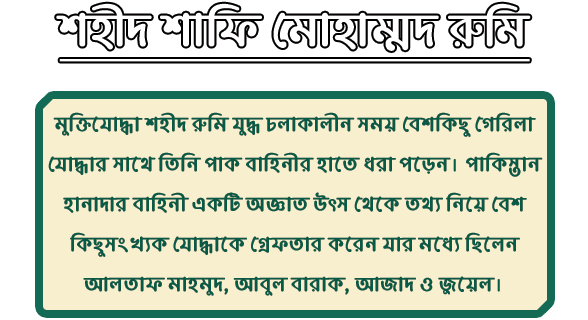 শহীদ শাফি মোহাম্মদ রুমি
মুক্তিযোদ্ধা শহীদ রুমি যুদ্ধ চলাকালীন সময় বেশকিছু গেরিলা
যোদ্ধার সাথে তিনি পাক বাহিনীর হাতে ধরা পড়েন। পাকিস্তান
হানাদার বাহিনী একটি অজ্ঞাত উৎস থেকে তথ্য নিয়ে বেশ
কিছুসংখ্যক যোদ্ধাকে গ্রেফতার করেন যার মধ্যে ছিলেন
আলতাফ মাহমুদ, আবুল বারাক, আজাদ ও জুয়েল।